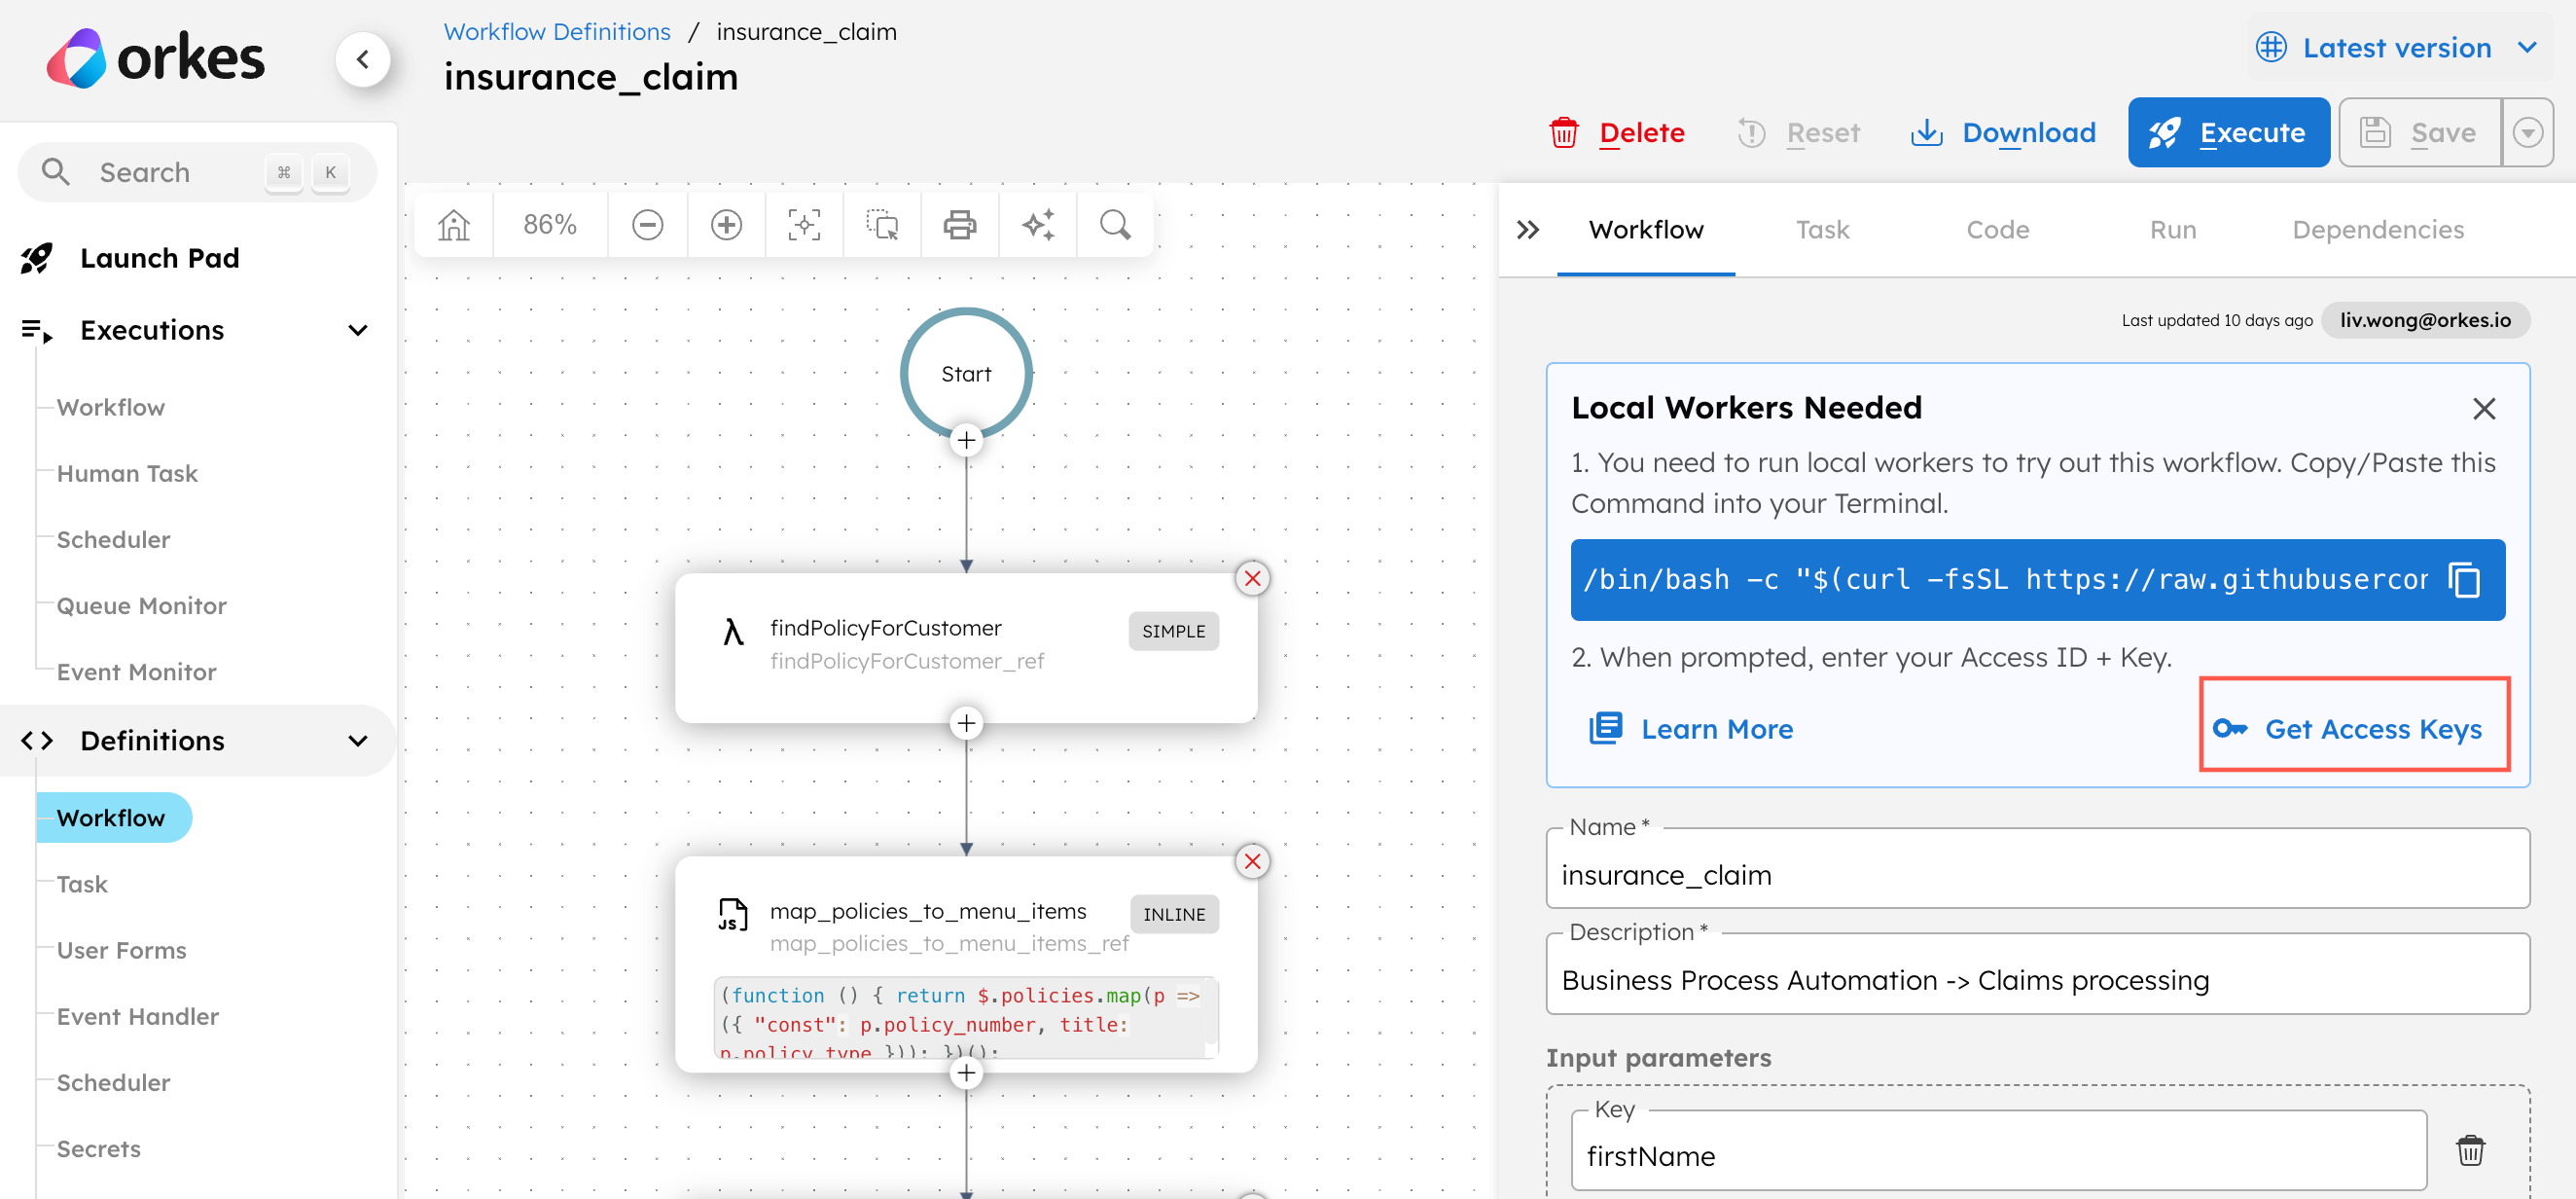 orkes
Workflow Definitions / insurance_claim
insurance_claim
Latest version
Delete
Reset
Download
Execute
Save
Search ⌘ K
Launch Pad
Executions
Workflow
Human Task
Scheduler
Queue Monitor
Event Monitor
Definitions
Workflow
Task
User Forms
Event Handler
Scheduler
Secrets
86%
Start
findPolicyForCustomer
SIMPLE
findPolicyForCustomer_ref
map_policies_to_menu_items
INLINE
map_policies_to_menu_items_ref
JS
(function () { return $.policies.map(p =>
({ "const": p.policy_number, title:
p.policy_type })); })();
Workflow
Task
Code
Run
Dependencies
Last updated 10 days ago
liv.wong@orkes.io
Local Workers Needed
1. You need to run local workers to try out this workflow. Copy/Paste this
Command into your Terminal.
/bin/bash -c "$(curl -fsSL https://raw.githubusercor
2. When prompted, enter your Access ID + Key.
Learn More
Get Access Keys
Name *
insurance_claim
Description *
Business Process Automation -> Claims processing
Input parameters
Key
firstName